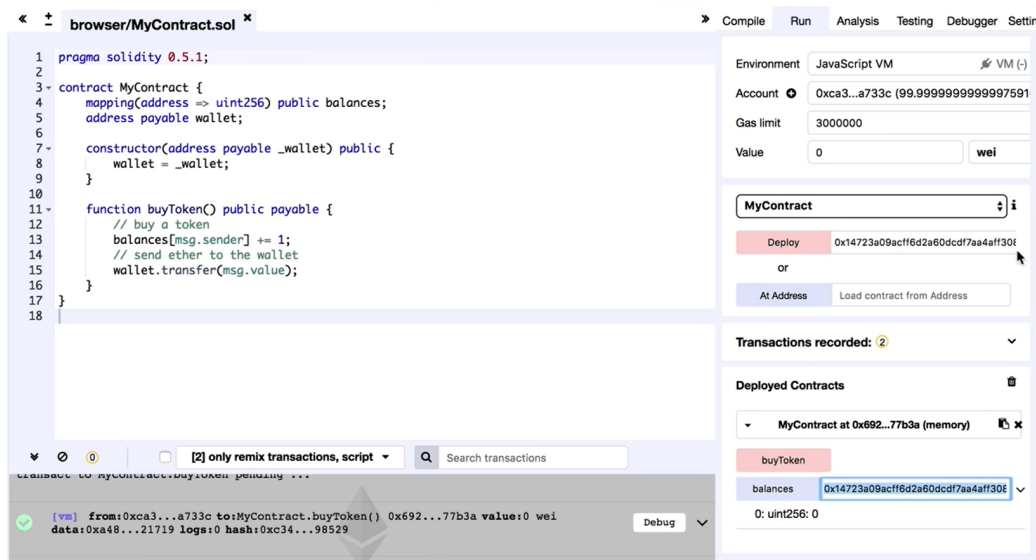 browser/MyContract.sol
Compile Run Analysis Testing Debugger
1 pragma solidity 0.5.1;
2
3 contract MyContract {
4 mapping(address => uint256) public balances;
5 address payable wallet;
6
7 constructor(address payable _wallet) public {
8 wallet = _wallet;
9 }
10
11 function buyToken() public payable {
12 // buy a token
13 balances[msg.sender] += 1;
14 // send ether to the wallet
15 wallet.transfer(msg.value);
16 }
17 }
18
Environment JavaScript VM VM (-)
Account 0xca3...a733c (99.9999999999975910
Gas limit 3000000
Value 0 wei
MyContract
Deploy 0x14723a09acff6d2a60dcdf7aa4aff308
or
At Address Load contract from Address
Transactions recorded: 2
Deployed Contracts
MyContract at 0x692...77b3a (memory)
buyToken
balances 0x14723a09acff6d2a60dcdf7aa4aff308
0: uint256: 0
0 [2] only remix transactions, script Search transactions
transact to MyContract.buyToken pending ...
[vm] from:0xca3...a733c to:MyContract.buyToken() 0x692...77b3a value:0 wei
data:0xa48...21719 logs:0 hash:0xc34...98529
Debug